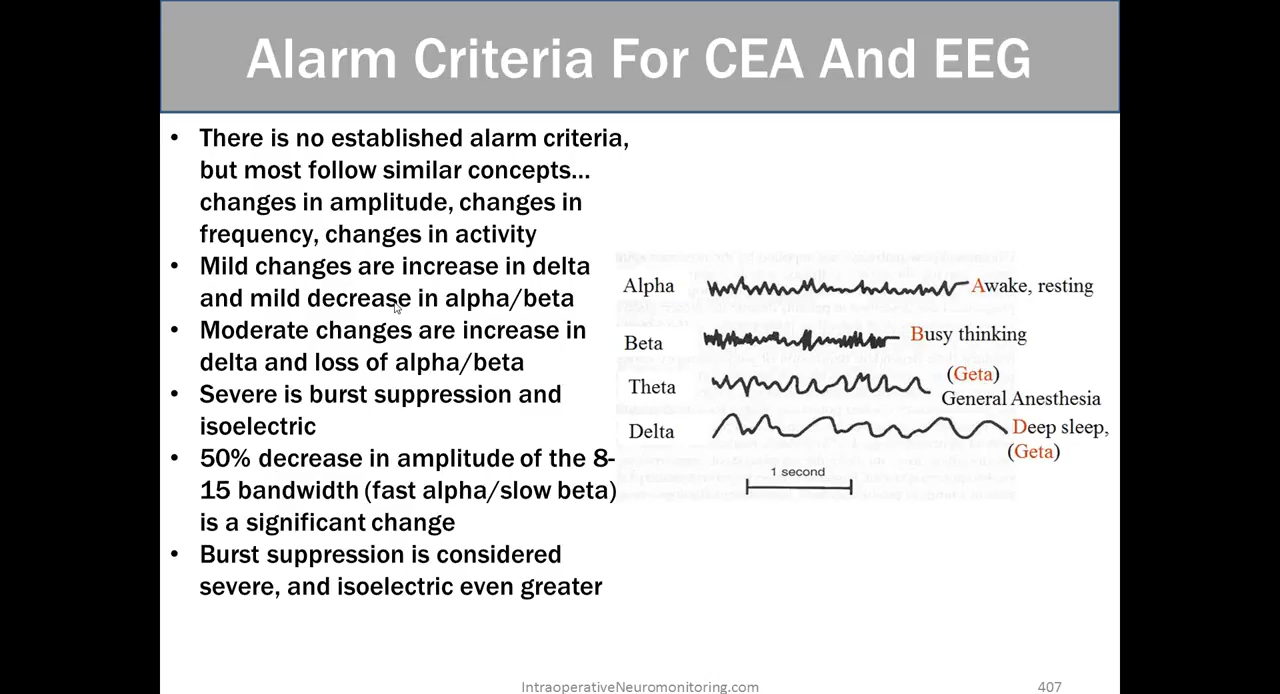 Alarm Criteria For CEA And EEG
• There is no established alarm criteria,
but most follow similar concepts...
changes in amplitude, changes in
frequency, changes in activity
• Mild changes are increase in delta
and mild decrease in alpha/beta
• Moderate changes are increase in
delta and loss of alpha/beta
• Severe is burst suppression and
isoelectric
• 50% decrease in amplitude of the 8-
15 bandwidth (fast alpha/slow beta)
is a significant change
• Burst suppression is considered
severe, and isoelectric even greater
Alpha Awake, resting
Beta Busy thinking
Theta (Geta)
General Anesthesia
Delta Deep sleep,
(Geta)
1 second
IntraoperativeNeuromonitoring.com
407